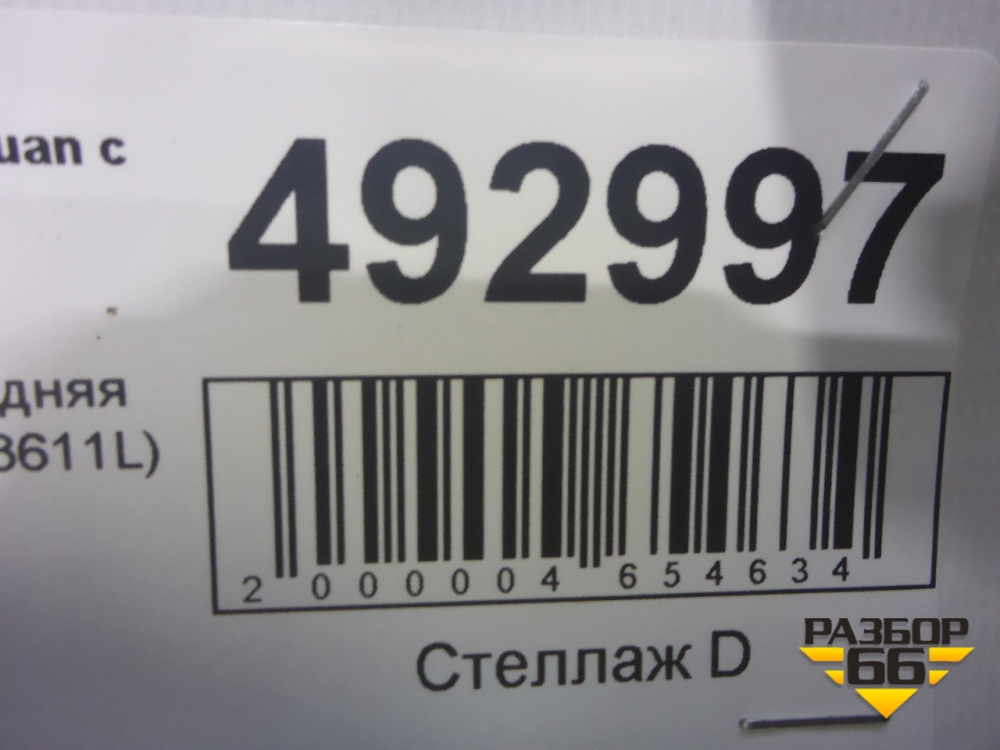 uan с
492997
дняя
3611L)
2 000004 654634
Стеллаж D
РАЗБОР
66